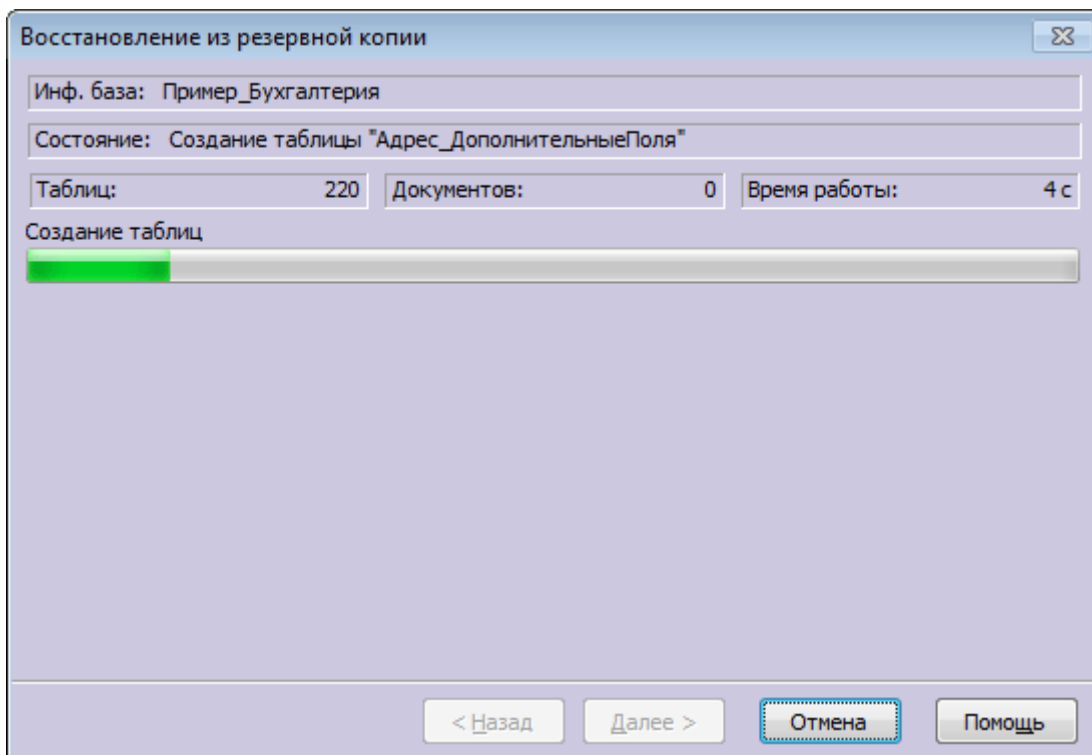 Восстановление из резервной копии
Инф. база: Пример_Бухгалтерия
Состояние: Создание таблицы "Адрес_ДополнительныеПоля"
Таблиц: 220 Документов: 0 Время работы: 4 с
Создание таблиц
< Назад Далее > Отмена Помощь